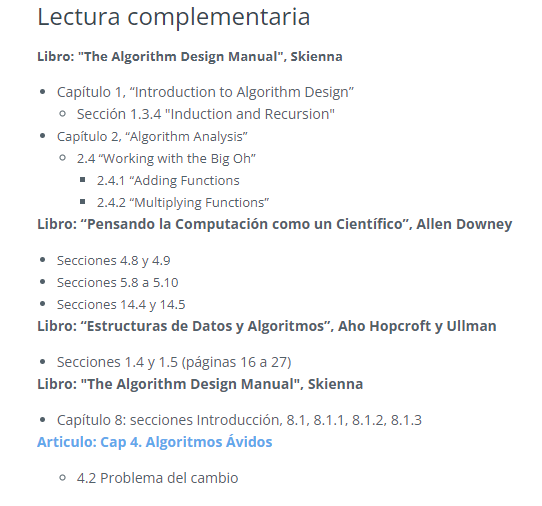 Lectura complementaria
Libro: "The Algorithm Design Manual", Skienna
Capítulo 1, “Introduction to Algorithm Design”
Sección 1.3.4 "Induction and Recursion"
Capítulo 2, “Algorithm Analysis”
2.4 “Working with the Big Oh”
2.4.1 “Adding Functions
2.4.2 “Multiplying Functions”
Libro: “Pensando la Computación como un Científico”, Allen Downey
Secciones 4.8 y 4.9
Secciones 5.8 a 5.10
Secciones 14.4 y 14.5
Libro: “Estructuras de Datos y Algoritmos”, Aho Hopcroft y Ullman
Secciones 1.4 y 1.5 (páginas 16 a 27)
Libro: "The Algorithm Design Manual", Skienna
Capítulo 8: secciones Introducción, 8.1, 8.1.1, 8.1.2, 8.1.3
Articulo: Cap 4. Algoritmos Ávidos
4.2 Problema del cambio